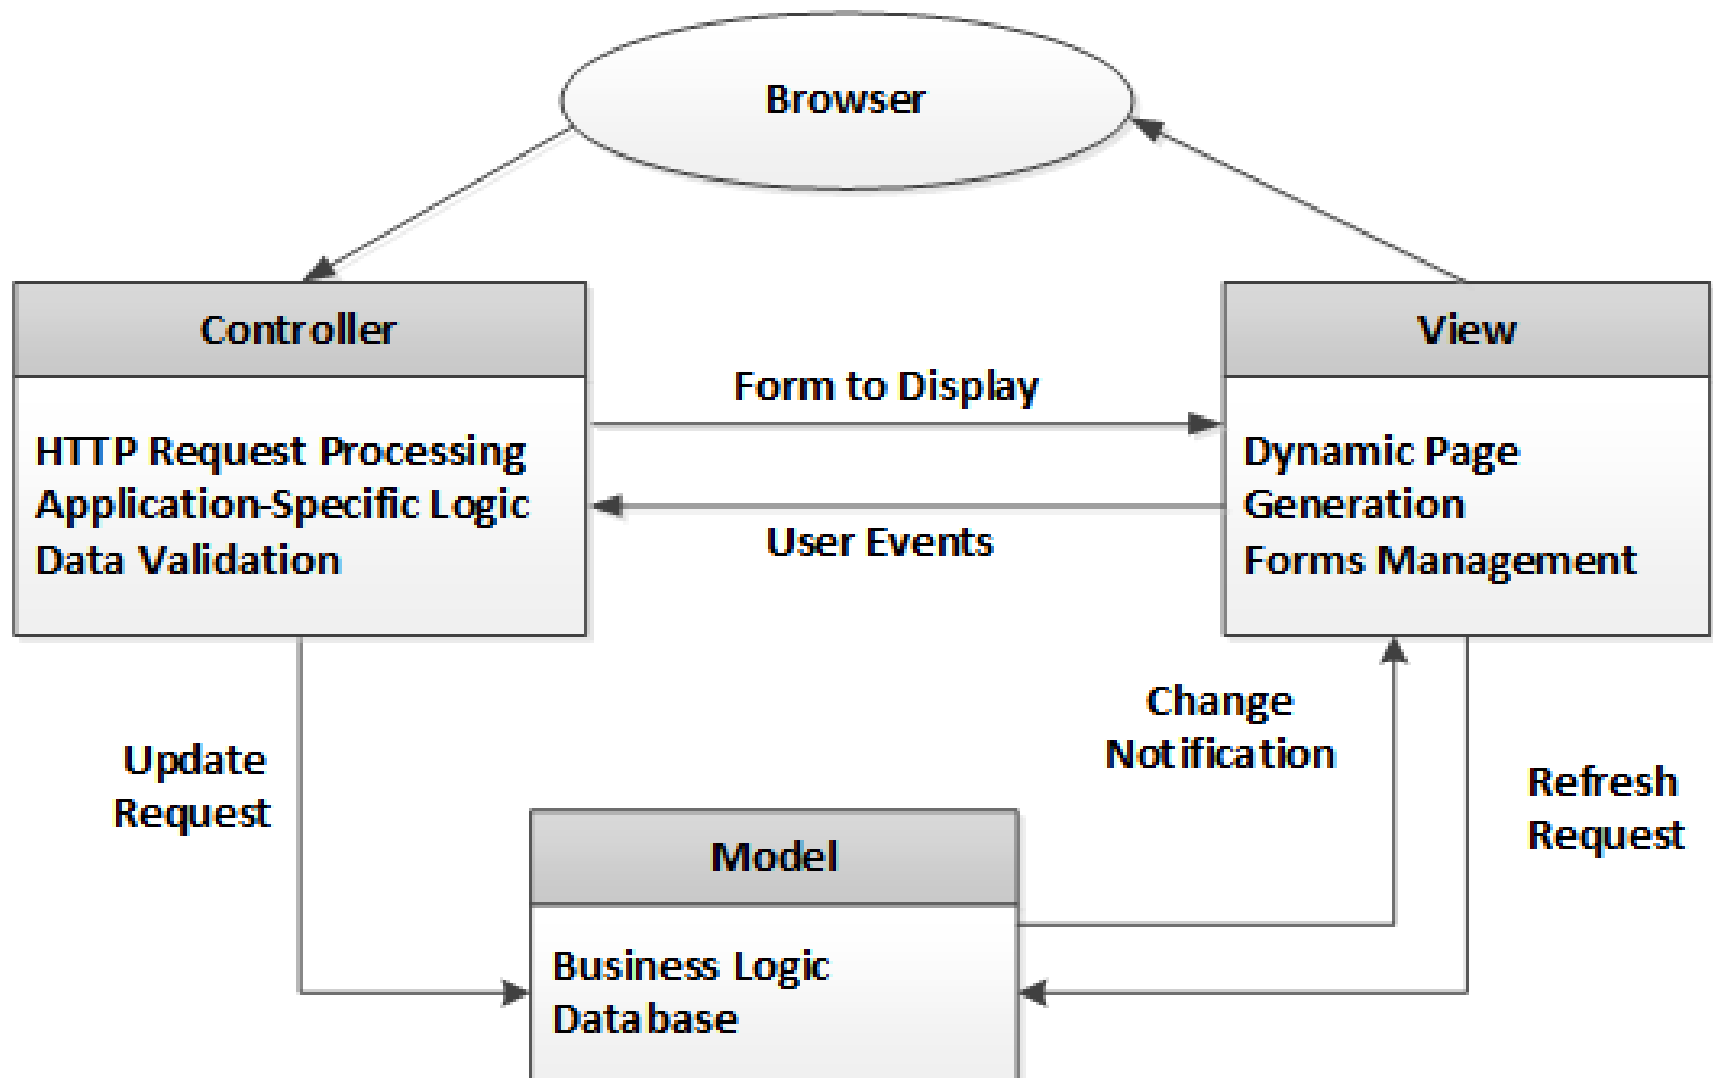 Browser
Controller
HTTP Request Processing
Application-Specific Logic
Data Validation
Form to Display
User Events
View
Dynamic Page
Generation
Forms Management
Update
Request
Change
Notification
Refresh
Request
Model
Business Logic
Database